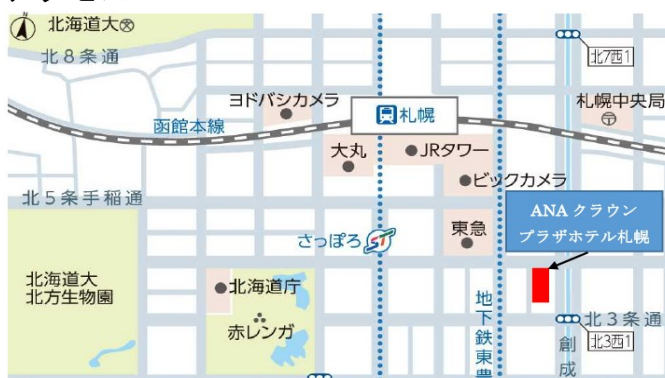 北海道大
北8条通
北7西1
ヨドバシカメラ
札幌
札幌中央局
函館本線
大丸
JRタワー
ビックカメラ
北5条手稲通
ANA クラウン
プラザホテル札幌
東急
さっぽろ
ST
北海道大
北方生物園
北海道庁
赤レンガ
地下鉄東豊
北3条通
北3西1
創成